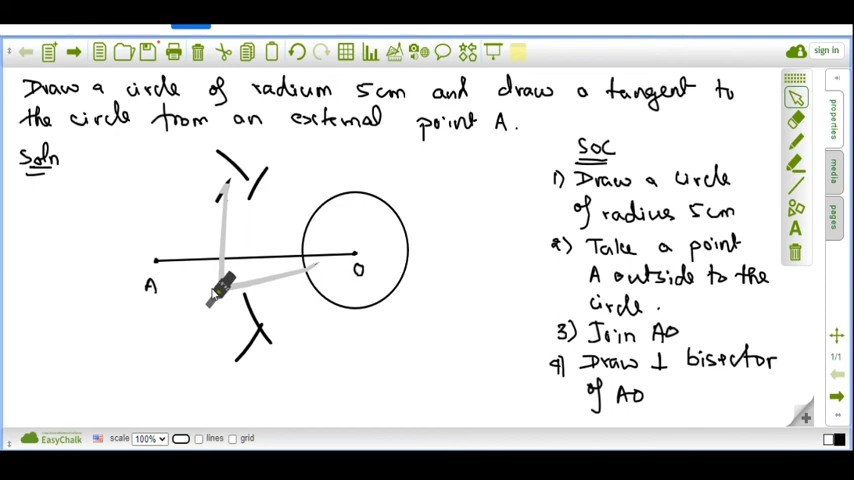 sign in
Draw a circle of radium 5cm and draw a tangent to
the circle from an external point A.
Soln
SOC
1) Draw a circle
of radius 5cm
2) Take a point
A outside to the
circle.
3) Join AO
4) Draw ⊥ bisector
of AO
A
O
properties
media
pages
A
1/1
EasyChalk
scale
100%
lines
grid